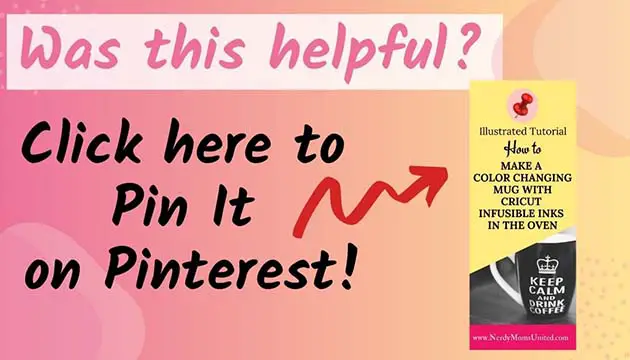 Was this helpful?
Click here to
Pin It
on Pinterest!
Illustrated Tutorial
How to
MAKE A
COLOR CHANGING
MUG WITH
CRICUT
INFUSIBLE INKS
IN THE OVEN
KEEP
CALM
AND
DRINK
COFFEE
www.NerdyMomsUnited.com